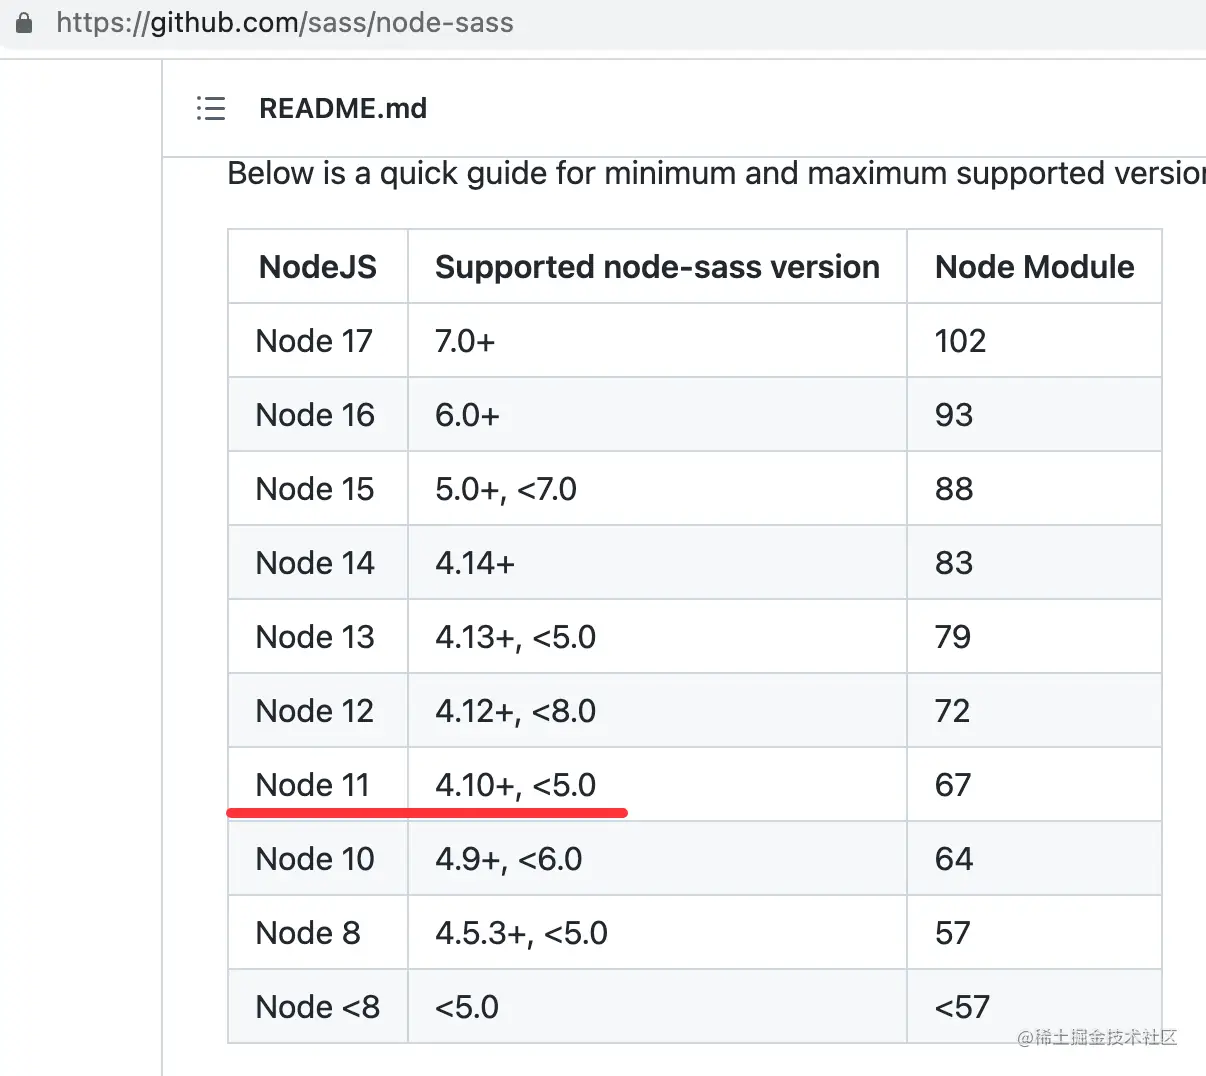 https://github.com/sass/node-sass
README.md
Below is a quick guide for minimum and maximum supported version
NodeJS Supported node-sass version Node Module
Node 17 7.0+ 102
Node 16 6.0+ 93
Node 15 5.0+, <7.0 88
Node 14 4.14+ 83
Node 13 4.13+, <5.0 79
Node 12 4.12+, <8.0 72
Node 11 4.10+, <5.0 67
Node 10 4.9+, <6.0 64
Node 8 4.5.3+, <5.0 57
Node <8 <5.0 <57
@稀土掘金技术社区